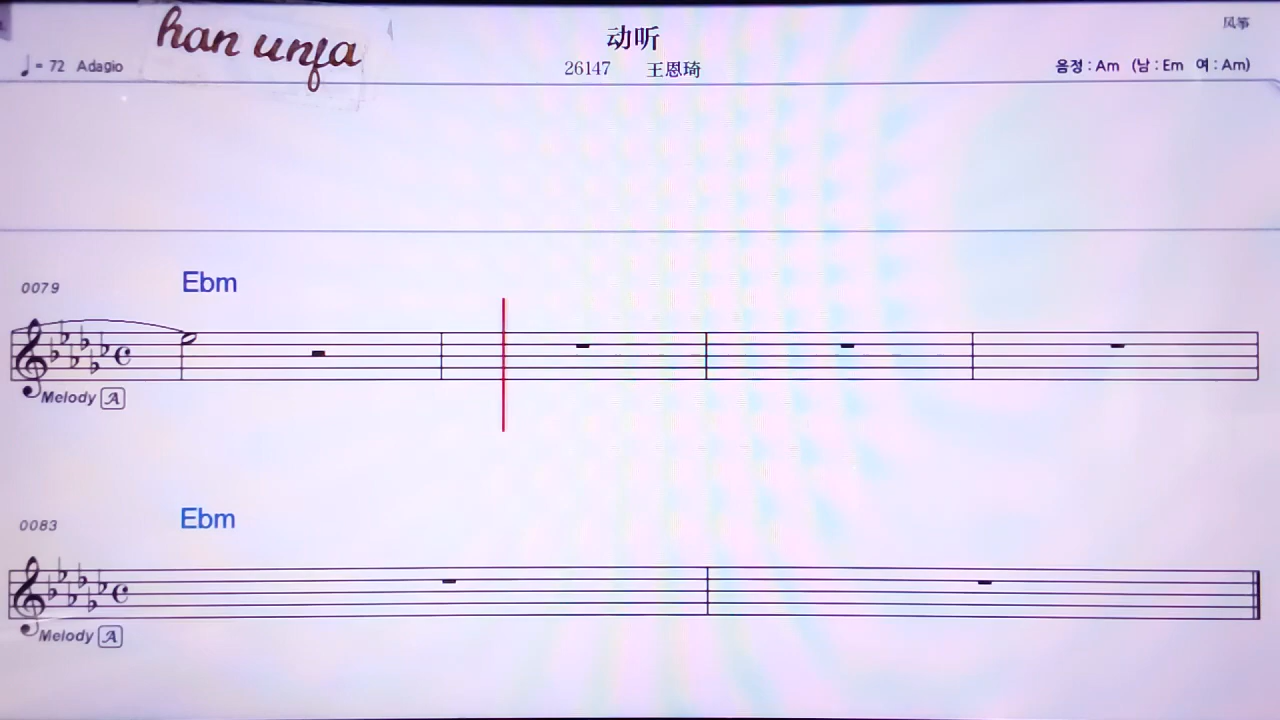 han unfa
动听
风筝
♩ = 72 Adagio
26147 王恩琦
음정 : Am (남 : Em 여 : Am)
0079
Ebm
Melody A
0083
Ebm
Melody A